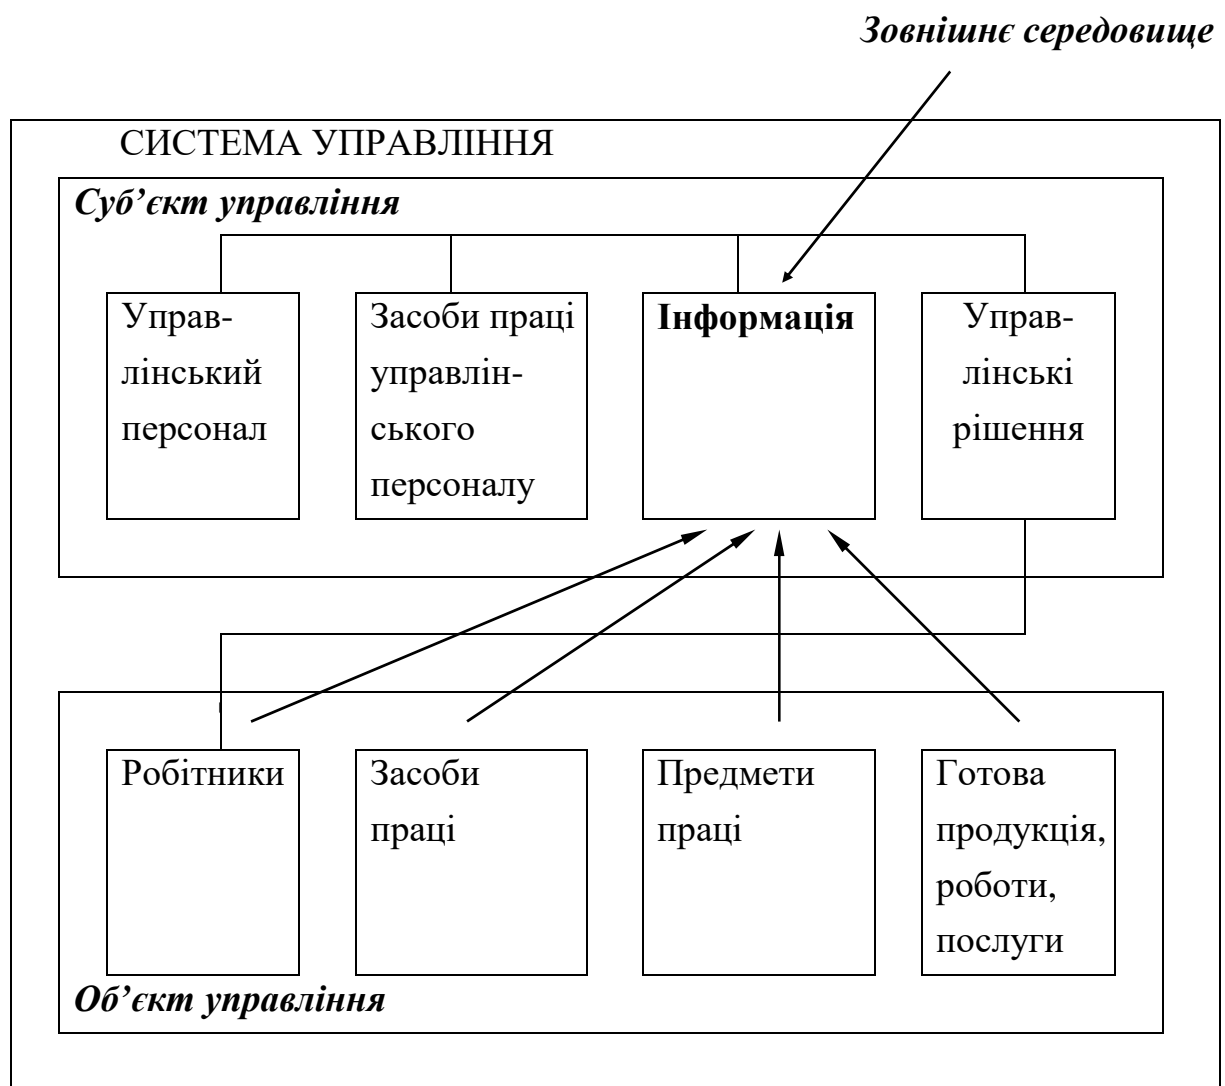 Зовнішнє середовище
СИСТЕМА УПРАВЛІННЯ
Суб’єкт управління
Управ-
лінський
персонал
Засоби праці
управлін-
ського
персоналу
Інформація
Управ-
лінські
рішення
Робітники
Засоби
праці
Предмети
праці
Готова
продукція,
роботи,
послуги
Об’єкт управління